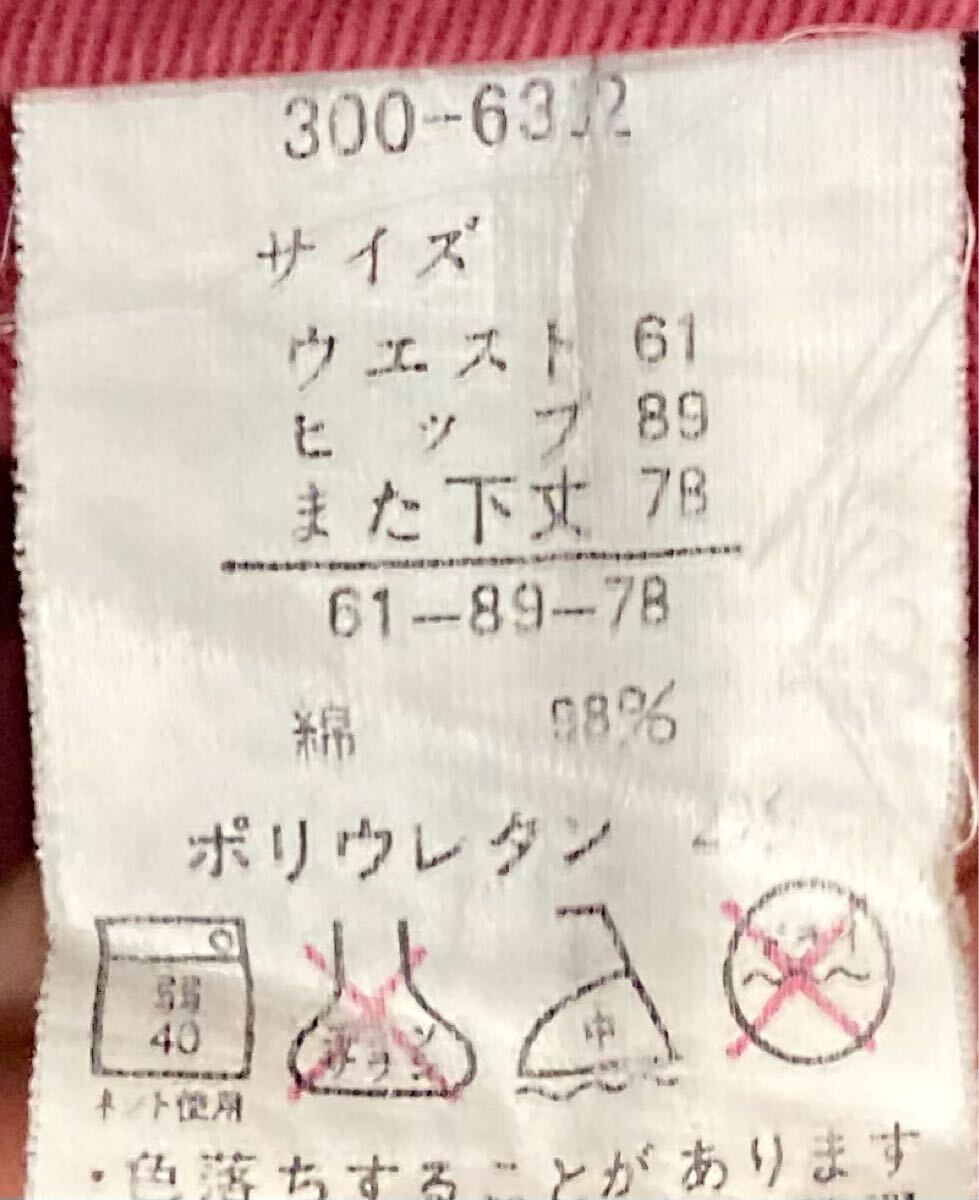 サイズ
ウエスト 61
ヒップ 89
また下丈 78
61-89-78
綿 98%
ポリウレタン
弱
40
中
ネット使用
・色落ちすることがあります